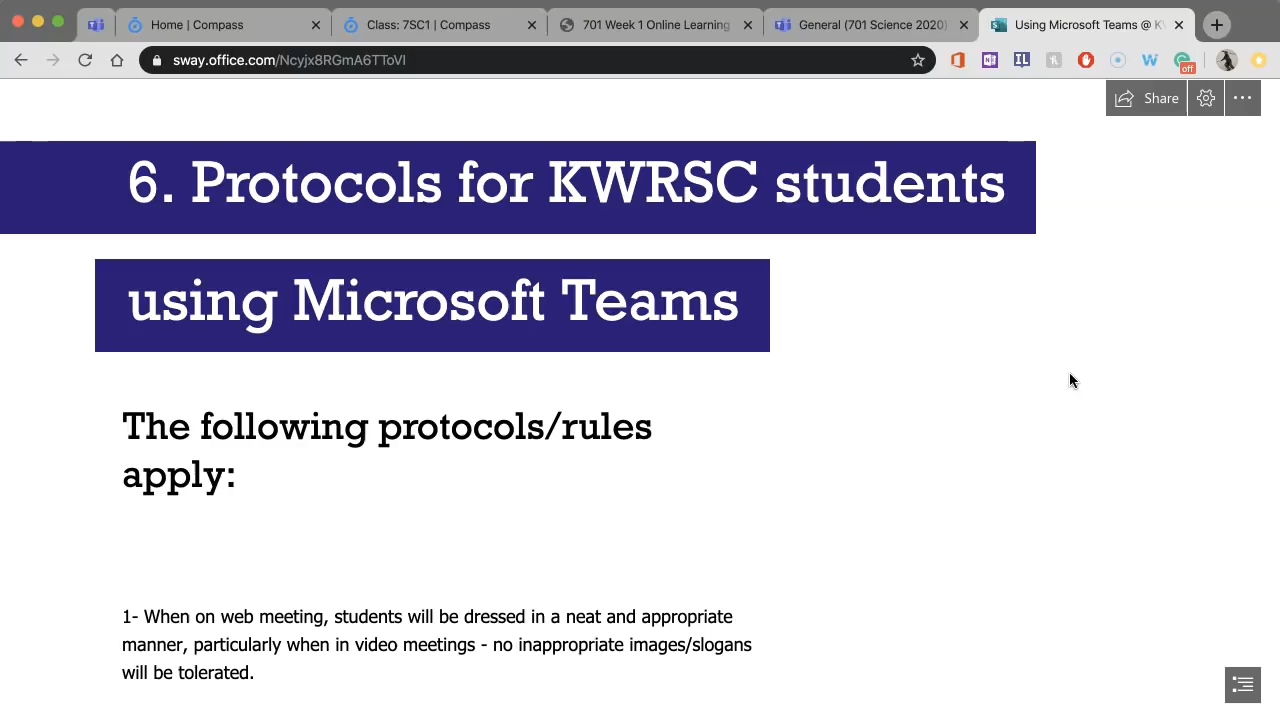 Home | Compass
Class: 7SC1 | Compass
701 Week 1 Online Learning
General (701 Science 2020)
Using Microsoft Teams @ KW
sway.office.com/Ncyjx8RGmA6TToVI
off
Share
6. Protocols for KWRSC students
using Microsoft Teams
The following protocols/rules
apply:
1- When on web meeting, students will be dressed in a neat and appropriate
manner, particularly when in video meetings - no inappropriate images/slogans
will be tolerated.